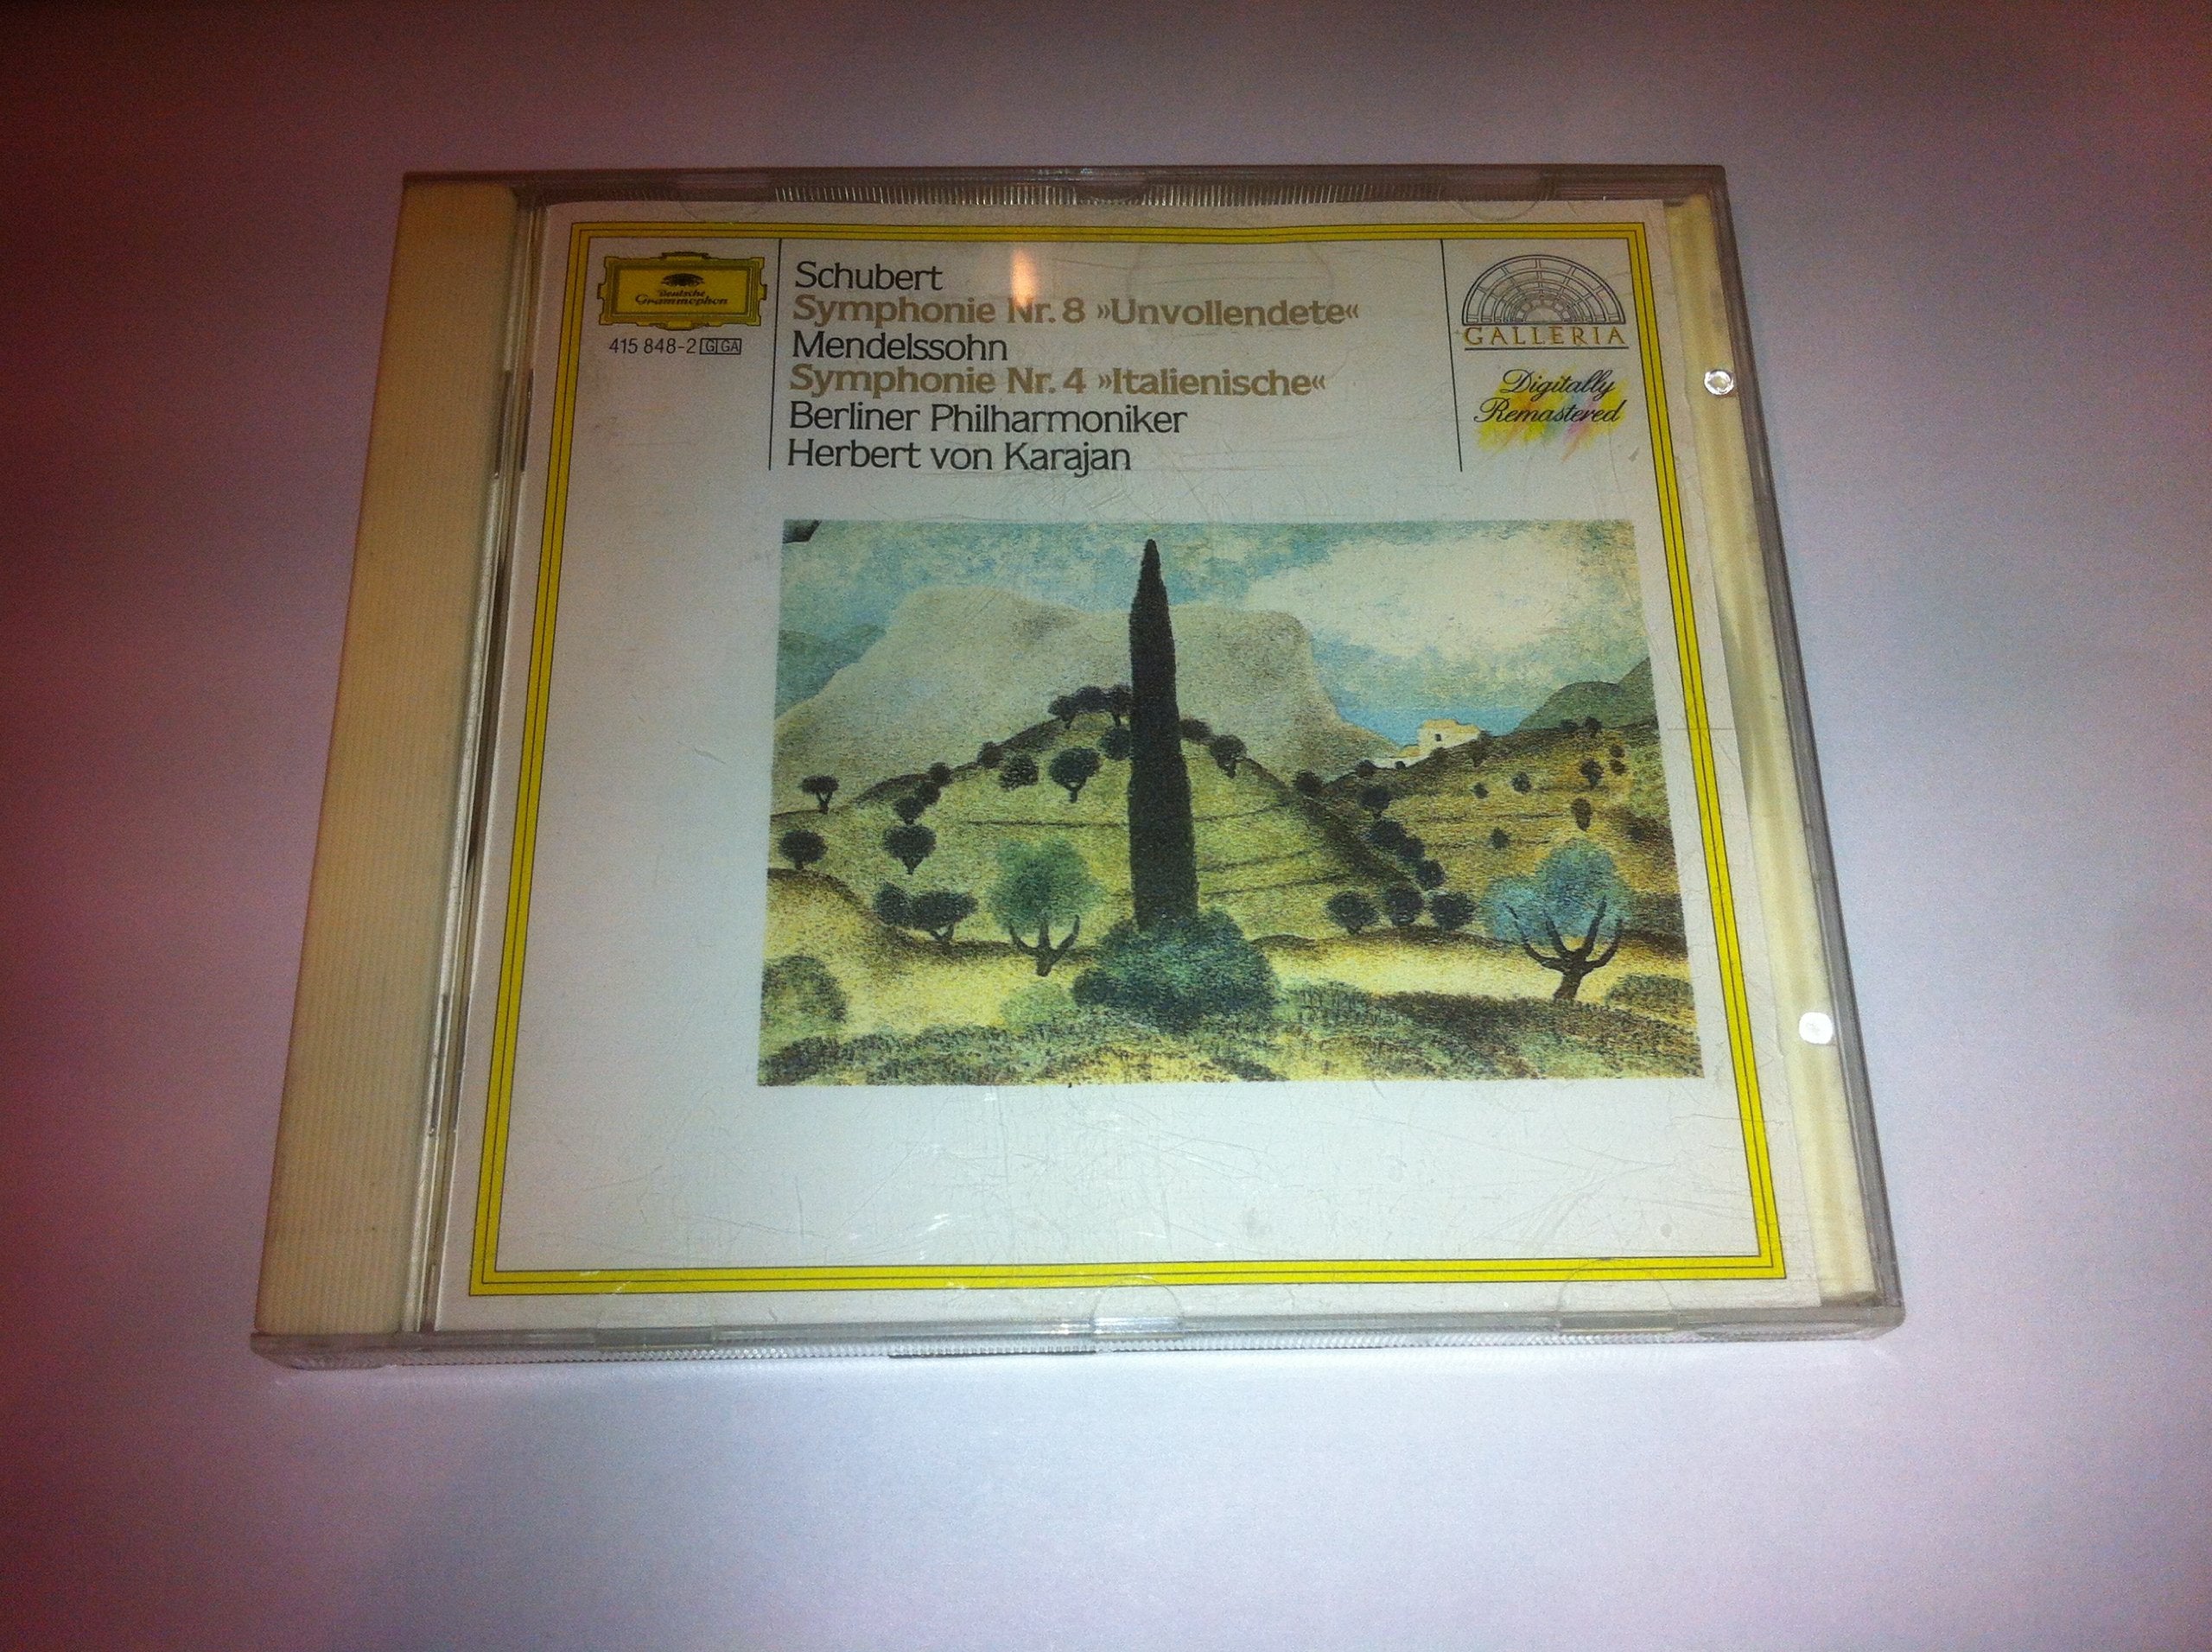 Deutsche
Grammophon
415 848-2 G GA
Schubert
Symphonie Nr. 8 »Unvollendete«
Mendelssohn
Symphonie Nr. 4 »Italienische«
Berliner Philharmoniker
Herbert von Karajan
GALLERIA
Digitally
Remastered